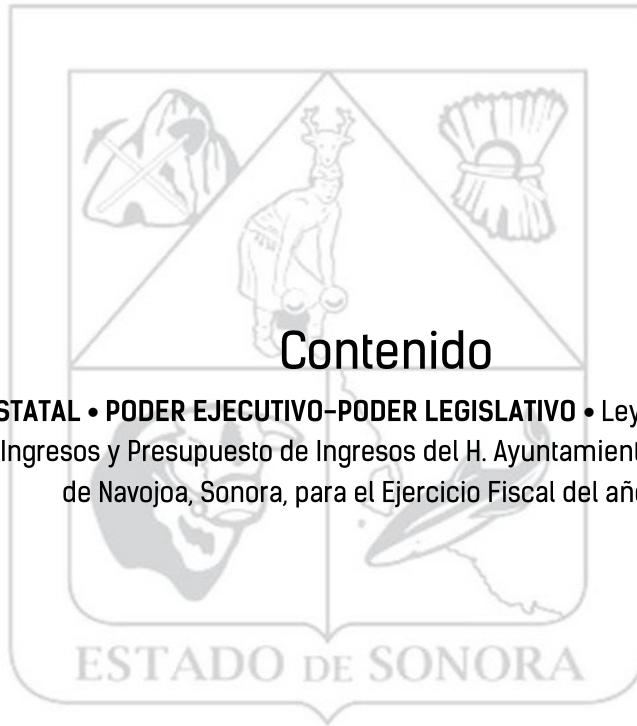 Contenido
STATAL • PODER EJECUTIVO-PODER LEGISLATIVO • Ley
Ingresos y Presupuesto de Ingresos del H. Ayuntamient
de Navojoa, Sonora, para el Ejercicio Fiscal del añ
ESTADO DE SONORA